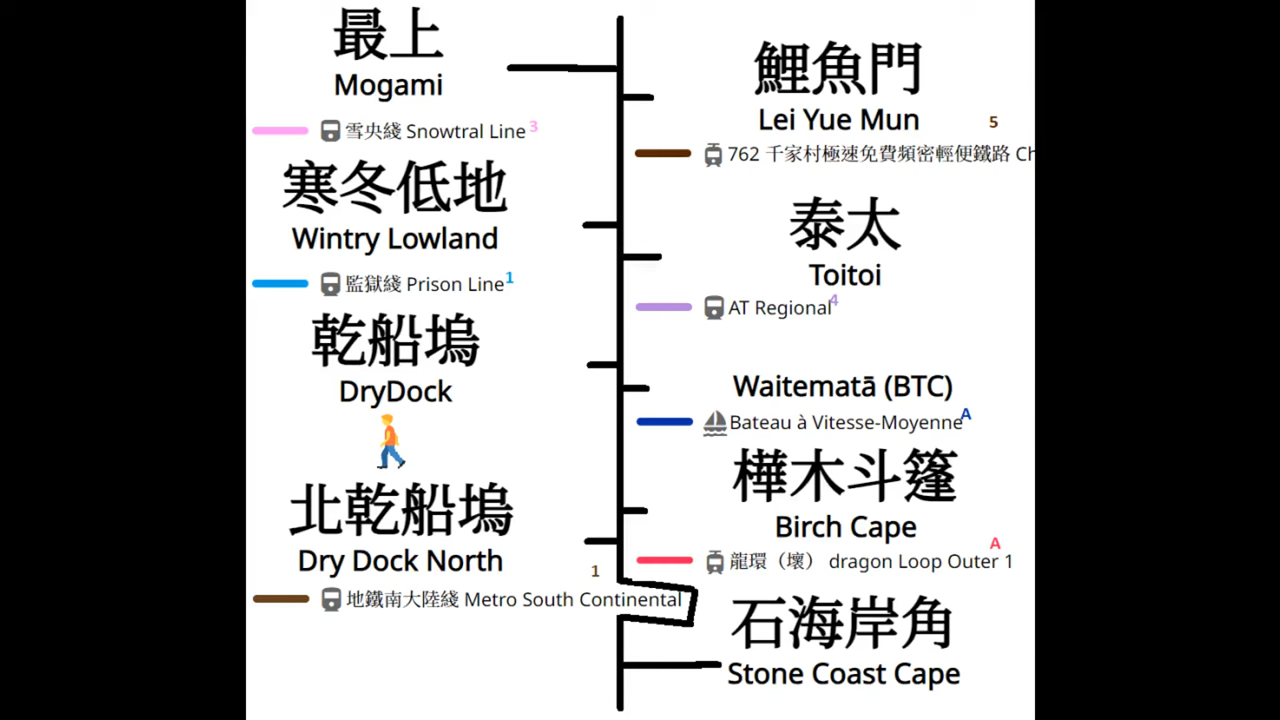 最上
Mogami
雪央綫 Snowtral Line 3
寒冬低地
Wintry Lowland
監獄綫 Prison Line 1
乾船塢
DryDock
北乾船塢
Dry Dock North
1
地鐵南大陸綫 Metro South Continental
鯉魚門
Lei Yue Mun
5
762 千家村極速免費頻密輕便鐵路 Ch
泰太
Toitoi
AT Regional 4
Waitematā (BTC)
Bateau à Vitesse-Moyenne A
樺木斗篷
Birch Cape
A
龍環（壞） dragon Loop Outer 1
石海岸角
Stone Coast Cape